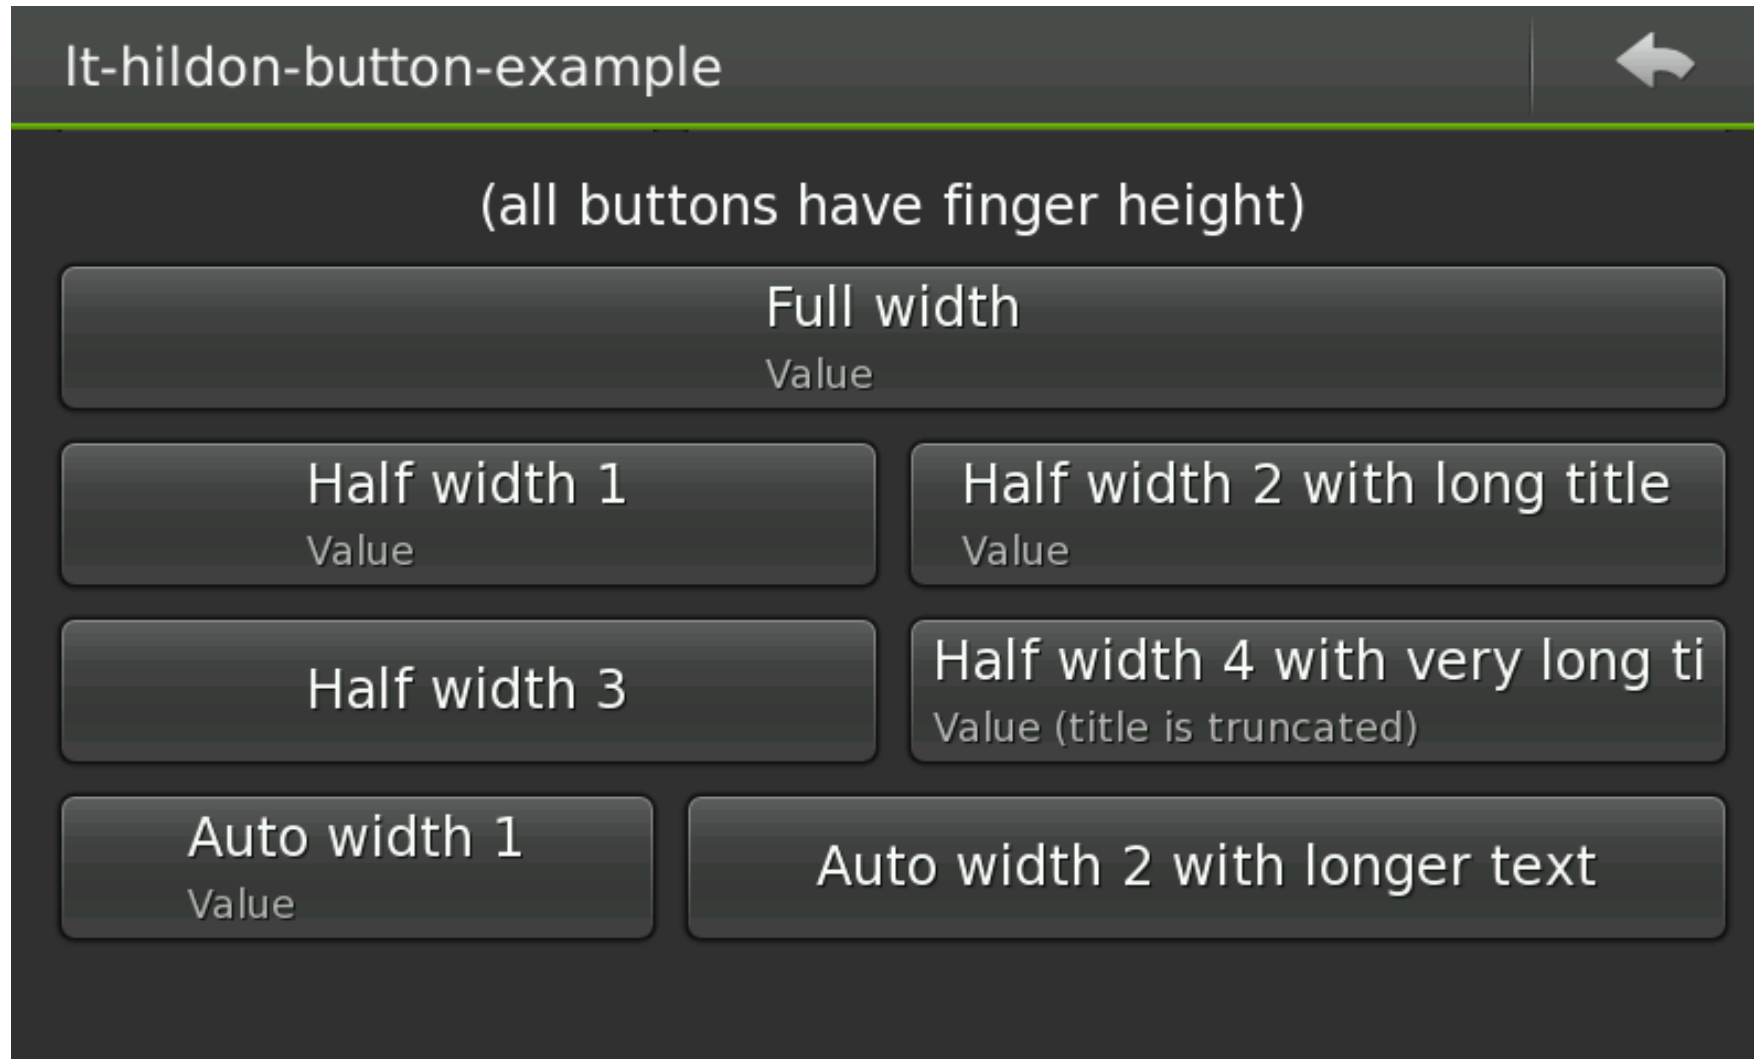 lt-hildon-button-example
(all buttons have finger height)
Full width
Value
Half width 1
Value
Half width 2 with long title
Value
Half width 3
Half width 4 with very long ti
Value (title is truncated)
Auto width 1
Value
Auto width 2 with longer text